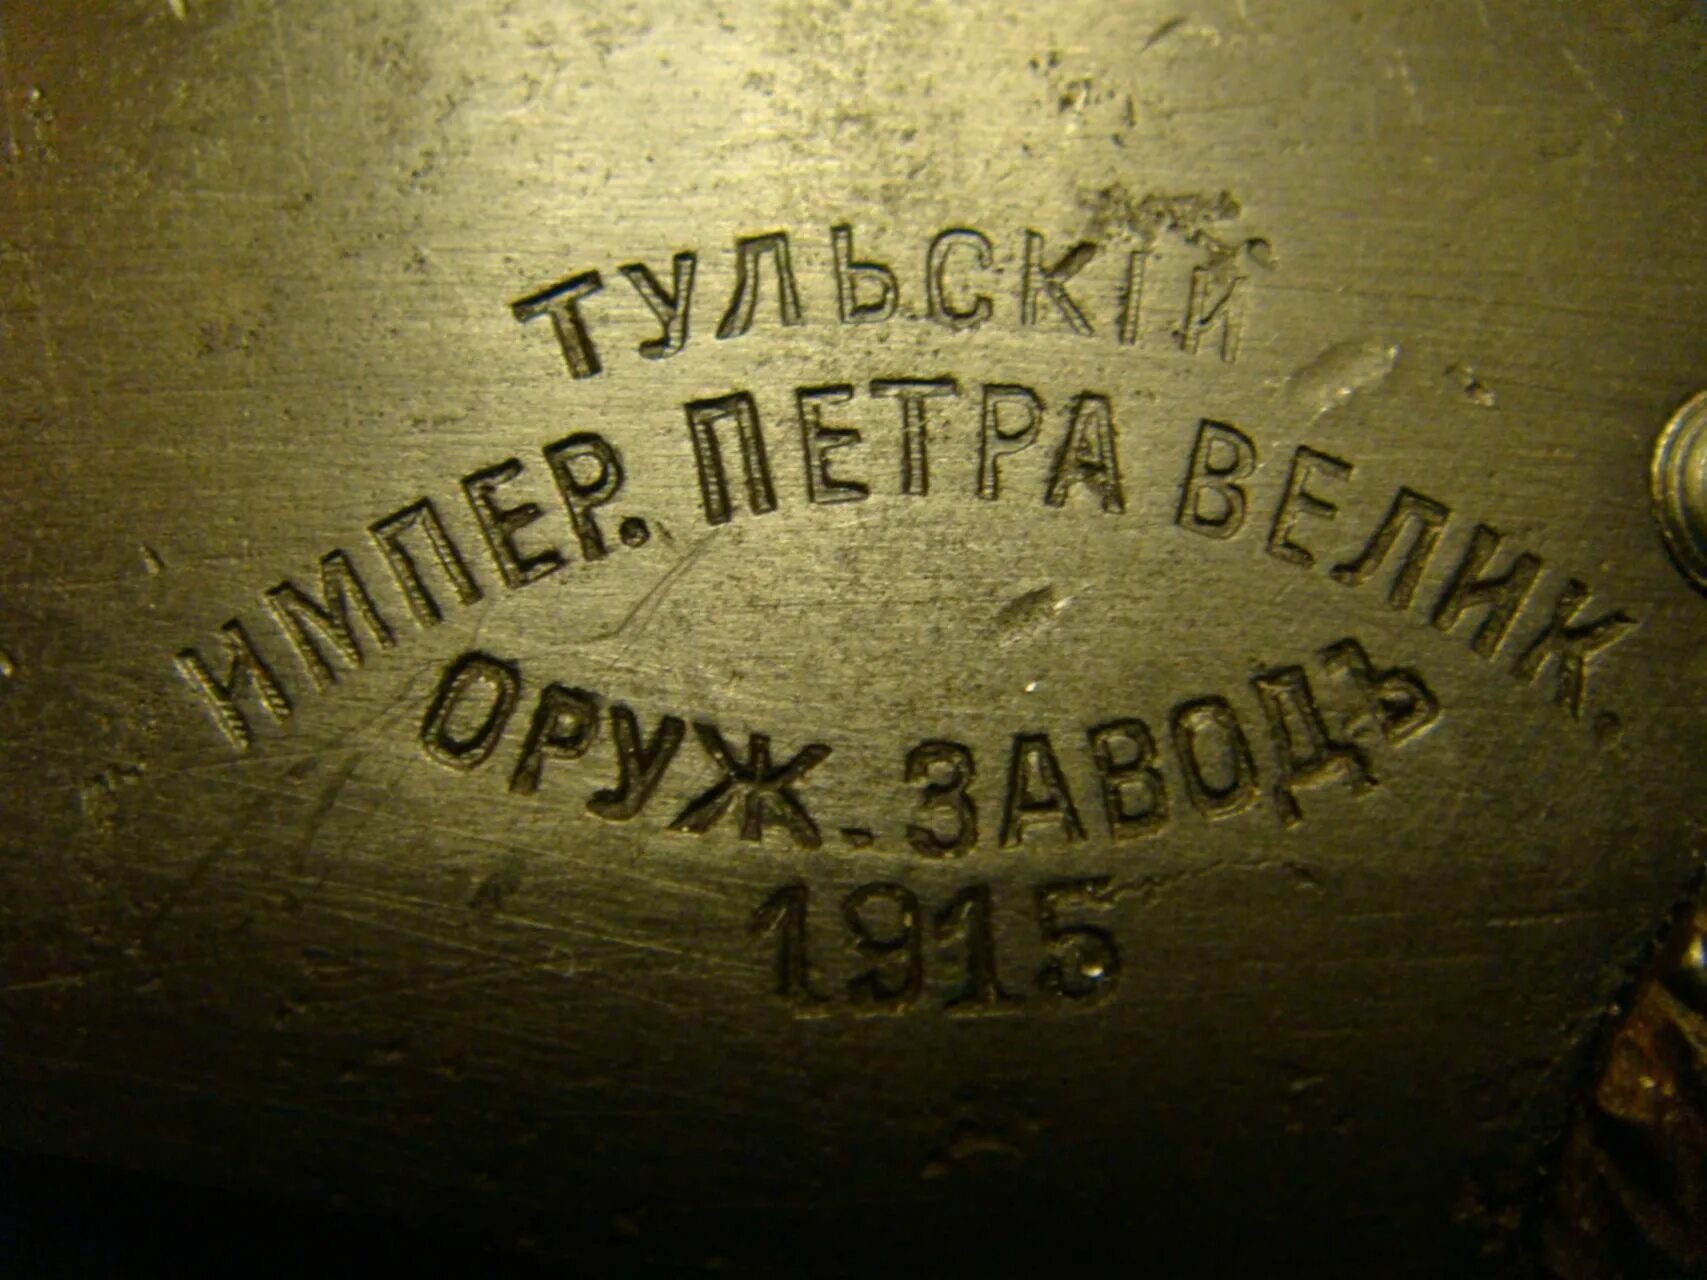 ТУЛЬСКІЙ
ИМПЕР. ПЕТРА ВЕЛИК.
ОРУЖ. ЗАВОДЪ
1915